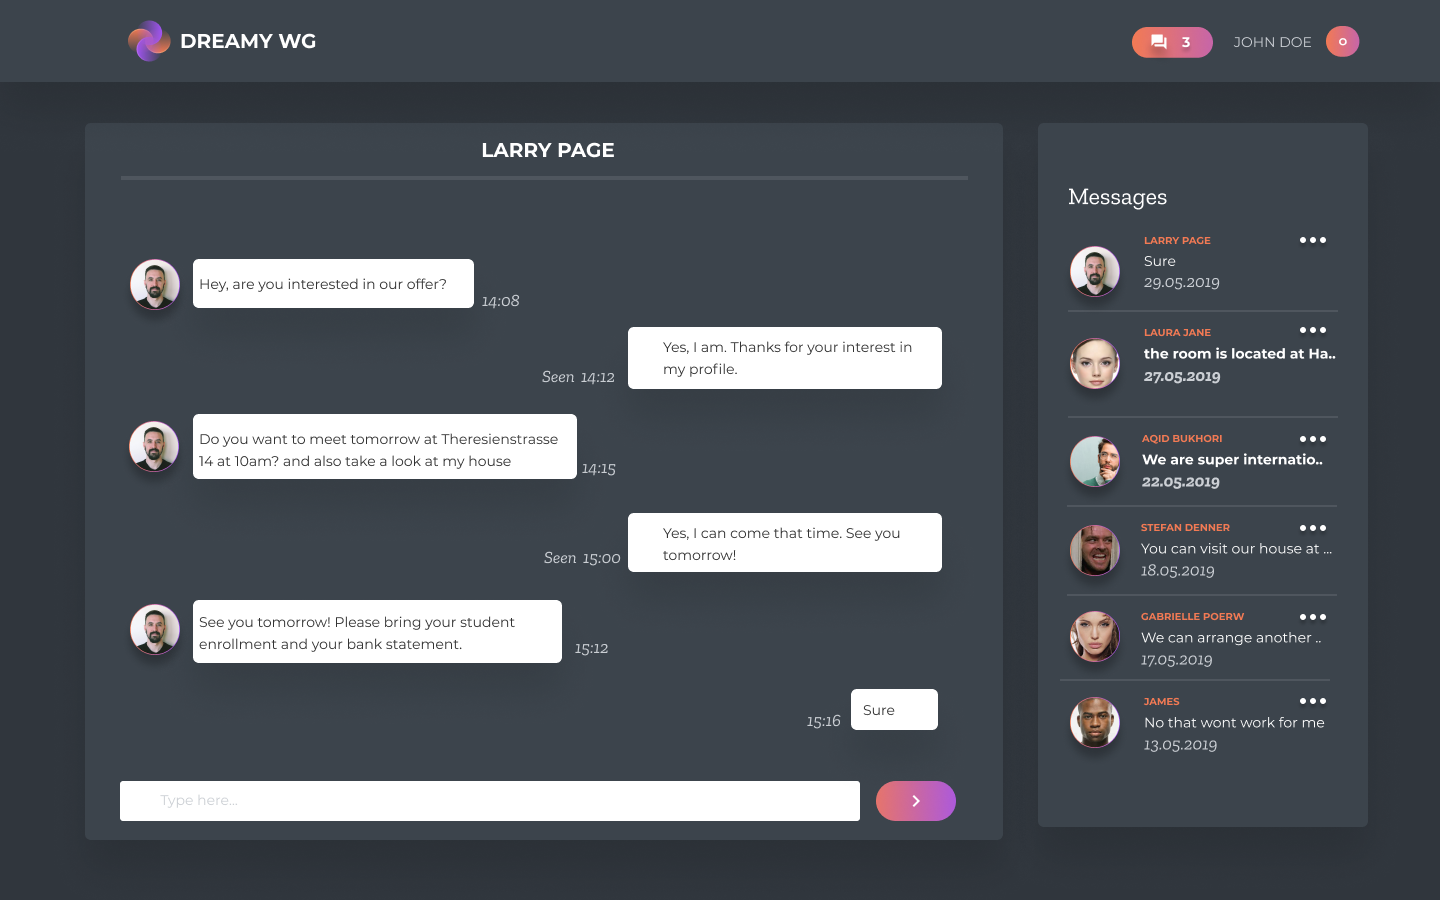 DREAMY WG
3
JOHN DOE
O
LARRY PAGE
Hey, are you interested in our offer?
14:08
Yes, I am. Thanks for your interest in
my profile.
Seen 14:12
Do you want to meet tomorrow at Theresienstrasse
14 at 10am? and also take a look at my house
14:15
Yes, I can come that time. See you
tomorrow!
Seen 15:00
See you tomorrow! Please bring your student
enrollment and your bank statement.
15:12
15:16
Sure
Type here...
Messages
LARRY PAGE
Sure
29.05.2019
LAURA JANE
the room is located at Ha..
27.05.2019
AQID BUKHORI
We are super internatio..
22.05.2019
STEFAN DENNER
You can visit our house at ...
18.05.2019
GABRIELLE POERW
We can arrange another ..
17.05.2019
JAMES
No that wont work for me
13.05.2019